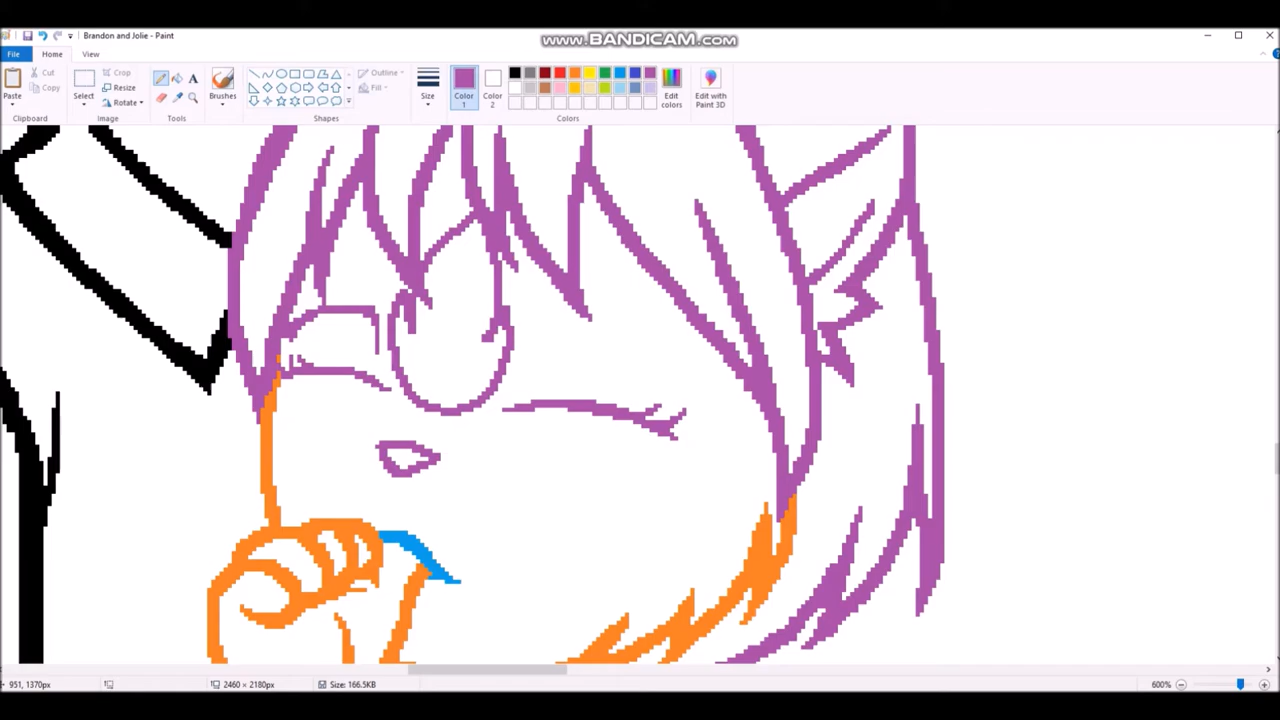 Brandon and Jolie - Paint
www.BANDICAM.com
File
Home
View
Paste
Cut
Copy
Clipboard
Select
Crop
Resize
Rotate
Image
A
Tools
Brushes
Outline
Fill
Shapes
Size
Color 1
Color 2
Edit colors
Edit with Paint 3D
Colors
951, 1370px
2460 × 2180px
Size: 166.5KB
600%